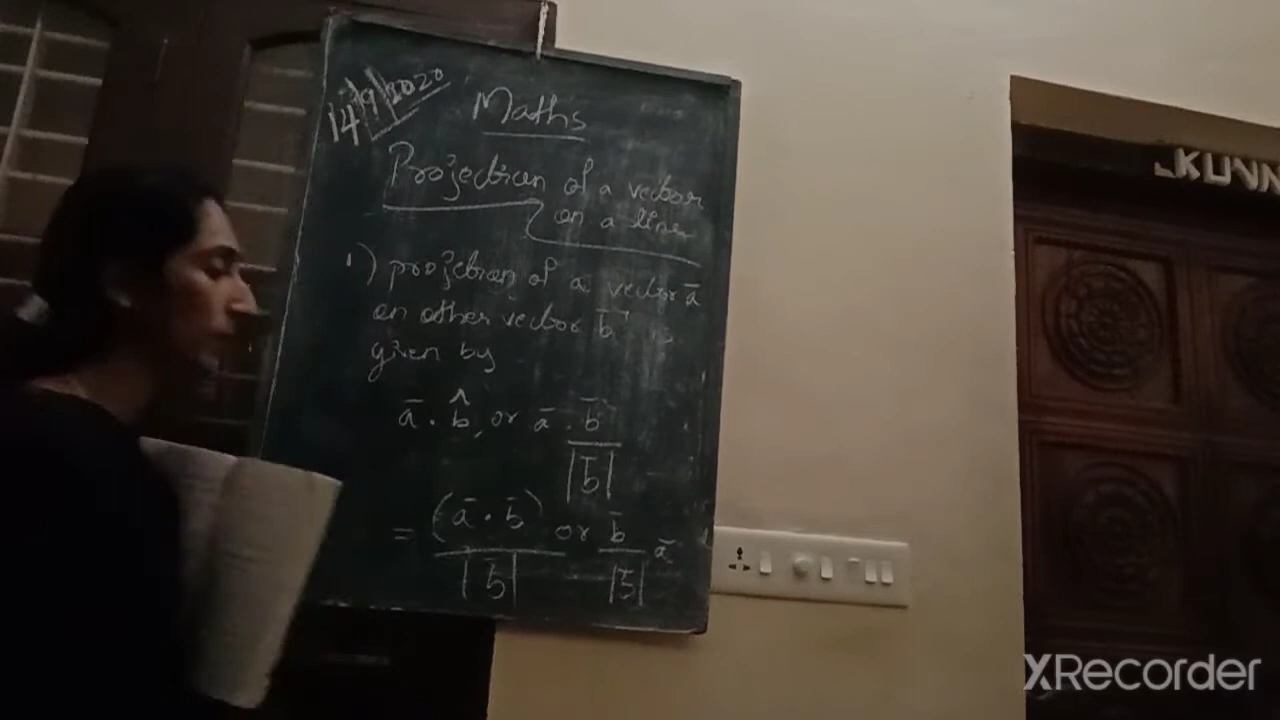 14/9/2020
Maths
Projection of a vector
on a line
1) projection of a vector a̅
on other vector b⃗ is
given by
a̅ . b̂, or a̅ . b̅
|b̅|
= (a̅ . b̅) or b̅ a̅
|b̅| |b̅|
KUNN
XRecorder